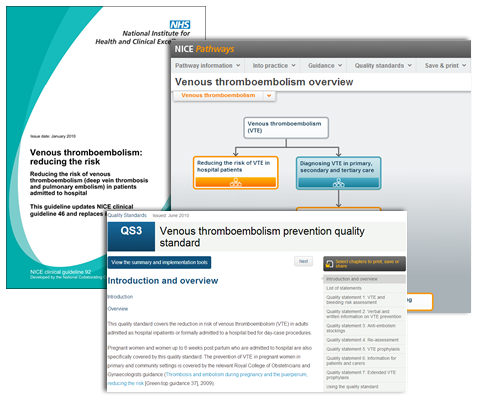 NHS
National Institute for
Health and Clinical Excellence
Issue date: January 2010
Venous thromboembolism:
reducing the risk
Reducing the risk of venous
thromboembolism (deep vein thrombosis
and pulmonary embolism) in patients
admitted to hospital
This guideline updates NICE clinical
guideline 46 and replaces
NICE clinical guideline 92
Developed by the National Collaborating
NICE Pathways
Pathway information
Into practice
Guidance
Quality standards
Save & print
Venous thromboembolism overview
Venous thromboembolism
Venous thromboembolism
(VTE)
Reducing the risk of VTE in
hospital patients
Diagnosing VTE in primary,
secondary and tertiary care
Quality Standards Issued: June 2010
QS3
Venous thromboembolism prevention quality
standard
View the summary and implementation tools
Next
Select chapters to print, save or
share
Introduction and overview
Introduction
Overview
This quality standard covers the reduction in risk of venous thromboembolism (VTE) in adults
admitted as hospital inpatients or formally admitted to a hospital bed for day-case procedures.
Pregnant women and women up to 6 weeks post partum who are admitted to hospital are also
specifically covered by this quality standard. The prevention of VTE in pregnant women in
primary and community settings is covered by the relevant Royal College of Obstetricians and
Gynaecologists guidance (Thrombosis and embolism during pregnancy and the puerperium,
reducing the risk [Green-top guideline 37], 2009).
Introduction and overview
List of statements
Quality statement 1: VTE and
bleeding risk assessment
Quality statement 2: Verbal and
written information on VTE prevention
Quality statement 3: Anti-embolism
stockings
Quality statement 4: Re-assessment
Quality statement 5: VTE prophylaxis
Quality statement 6: Information for
patients and carers
Quality statement 7: Extended VTE
prophylaxis
Using the quality standard